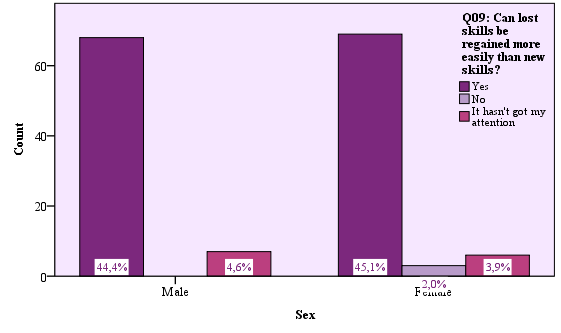 Q09: Can lost
skills be
regained more
easily than new
skills?
Yes
No
It hasn't got my
attention
Count
60
40
20
0
44,4%
4,6%
45,1%
2,0%
3,9%
Male
Female
Sex